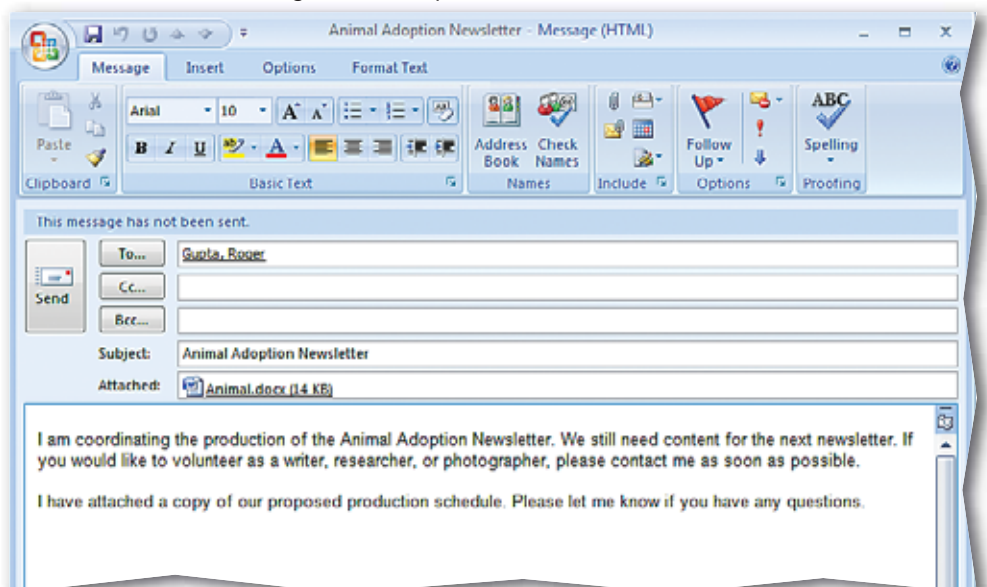 Animal Adoption Newsletter - Message (HTML)
Message Insert Options Format Text
Arial 10 A A
ABC
Paste
B I U ab A
Address Book
Check Names
Follow Up
Spelling
Clipboard Basic Text Names Include Options Proofing
This message has not been sent.
To... Gupta, Roger
Cc...
Send
Bcc...
Subject: Animal Adoption Newsletter
Attached: Animal.docx (14 KB)
I am coordinating the production of the Animal Adoption Newsletter. We still need content for the next newsletter. If
you would like to volunteer as a writer, researcher, or photographer, please contact me as soon as possible.
I have attached a copy of our proposed production schedule. Please let me know if you have any questions.